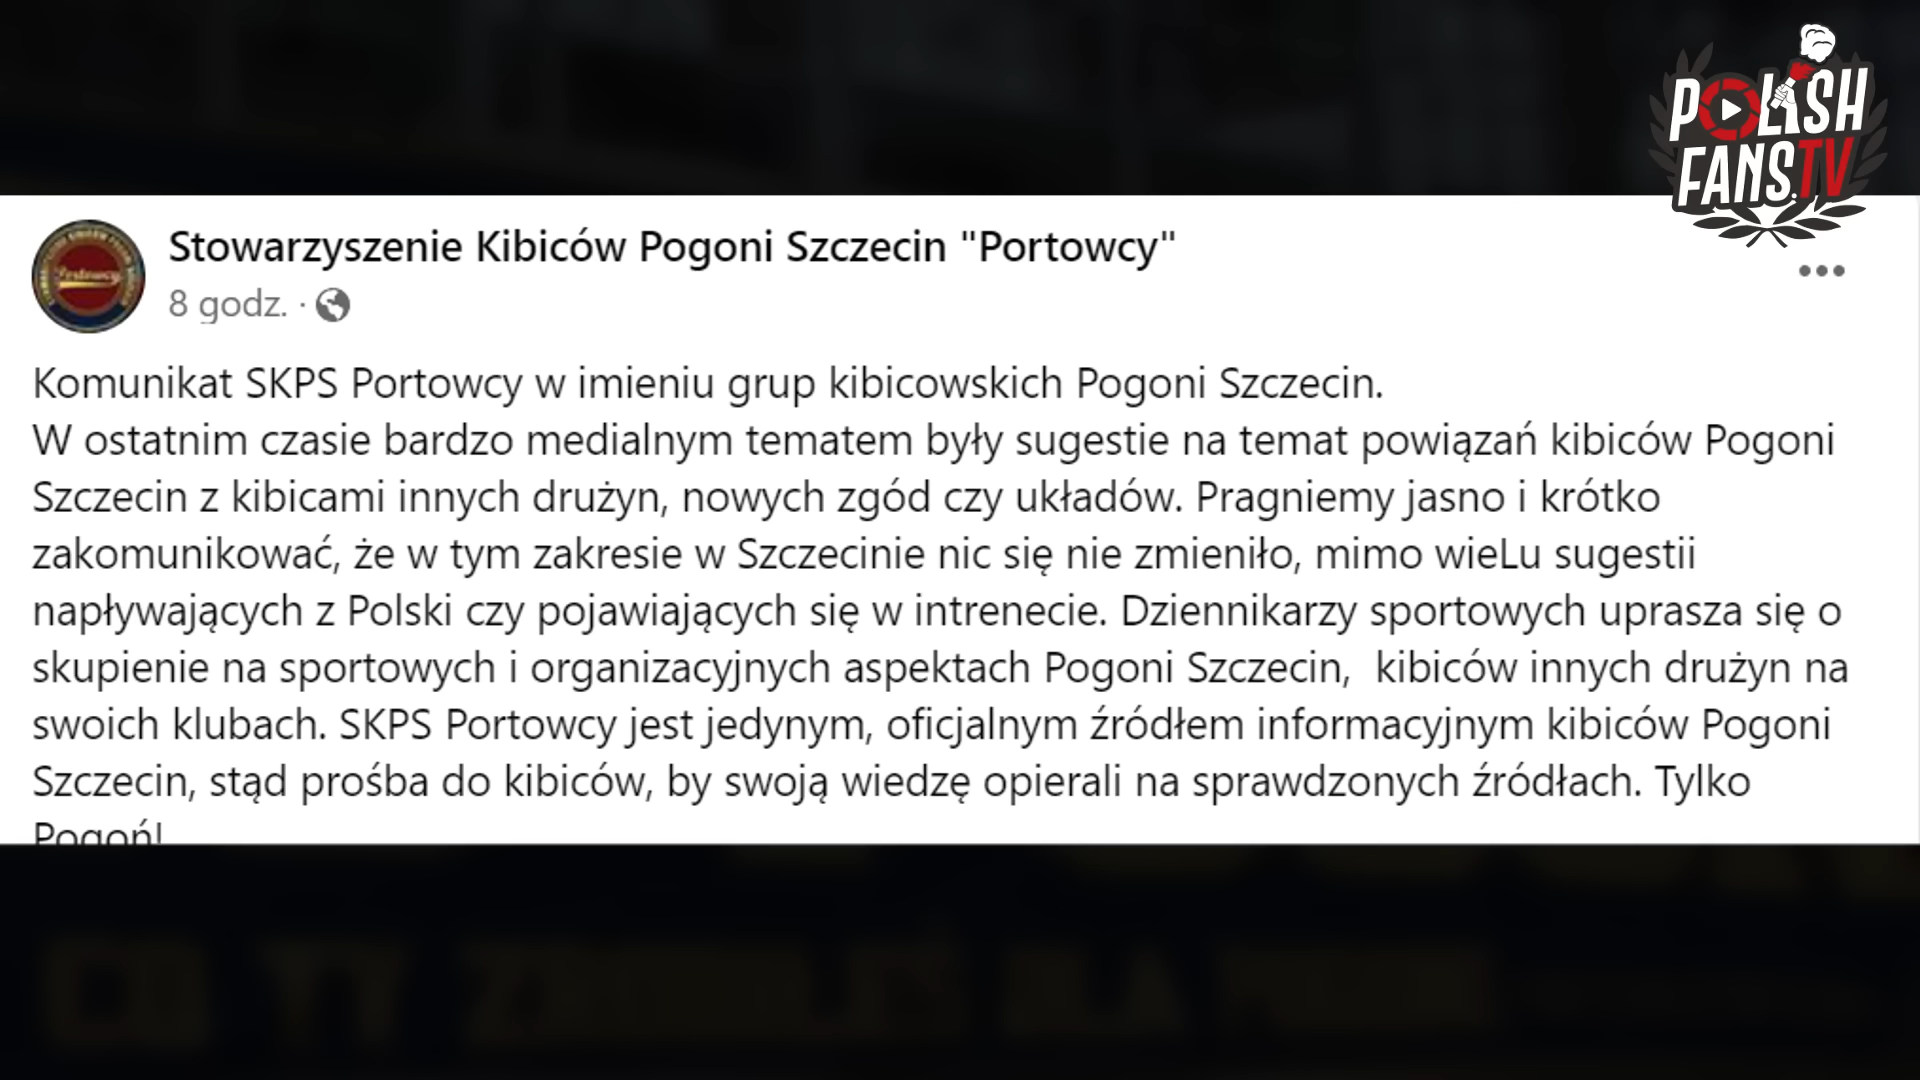 POLISH
FANS.TV
Stowarzyszenie Kibiców Pogoni Szczecin "Portowcy"
8 godz. ·
Portowcy
Komunikat SKPS Portowcy w imieniu grup kibicowskich Pogoni Szczecin.
W ostatnim czasie bardzo medialnym tematem były sugestie na temat powiązań kibiców Pogoni
Szczecin z kibicami innych drużyn, nowych zgód czy układów. Pragniemy jasno i krótko
zakomunikować, że w tym zakresie w Szczecinie nic się nie zmieniło, mimo wieLu sugestii
napływających z Polski czy pojawiających się w intrenecie. Dziennikarzy sportowych uprasza się o
skupienie na sportowych i organizacyjnych aspektach Pogoni Szczecin,  kibiców innych drużyn na
swoich klubach. SKPS Portowcy jest jedynym, oficjalnym źródłem informacyjnym kibiców Pogoni
Szczecin, stąd prośba do kibiców, by swoją wiedzę opierali na sprawdzonych źródłach. Tylko
Pogoń!
CO TY ZROBIŁEŚ DLA